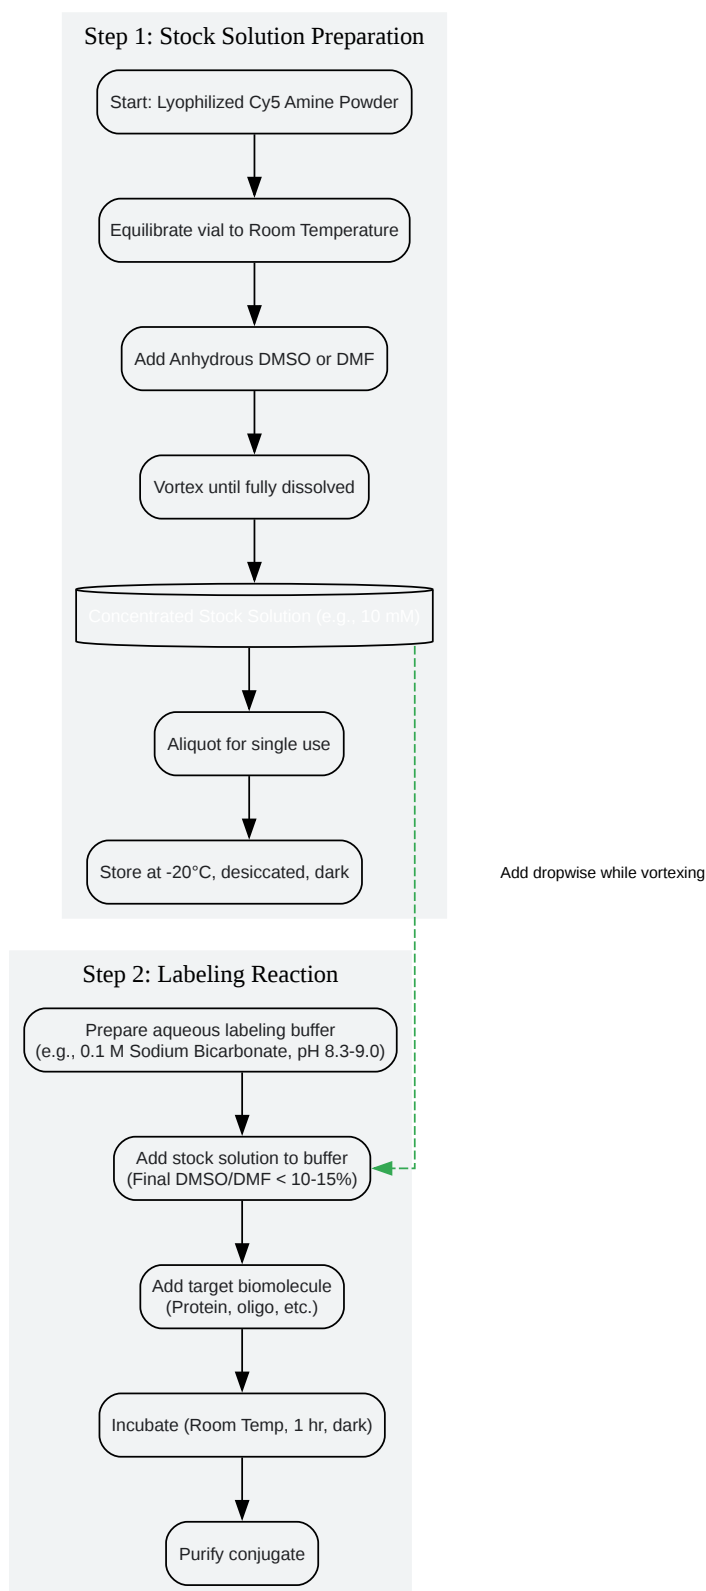 Step 1: Stock Solution Preparation
Start: Lyophilized Cy5 Amine Powder
Equilibrate vial to Room Temperature
Add Anhydrous DMSO or DMF
Vortex until fully dissolved
Concentrated Stock Solution (e.g., 10 mM)
Aliquot for single use
Store at -20°C, desiccated, dark
Add dropwise while vortexing
Step 2: Labeling Reaction
Prepare aqueous labeling buffer
(e.g., 0.1 M Sodium Bicarbonate, pH 8.3-9.0)
Add stock solution to buffer
(Final DMSO/DMF < 10-15%)
Add target biomolecule
(Protein, oligo, etc.)
Incubate (Room Temp, 1 hr, dark)
Purify conjugate